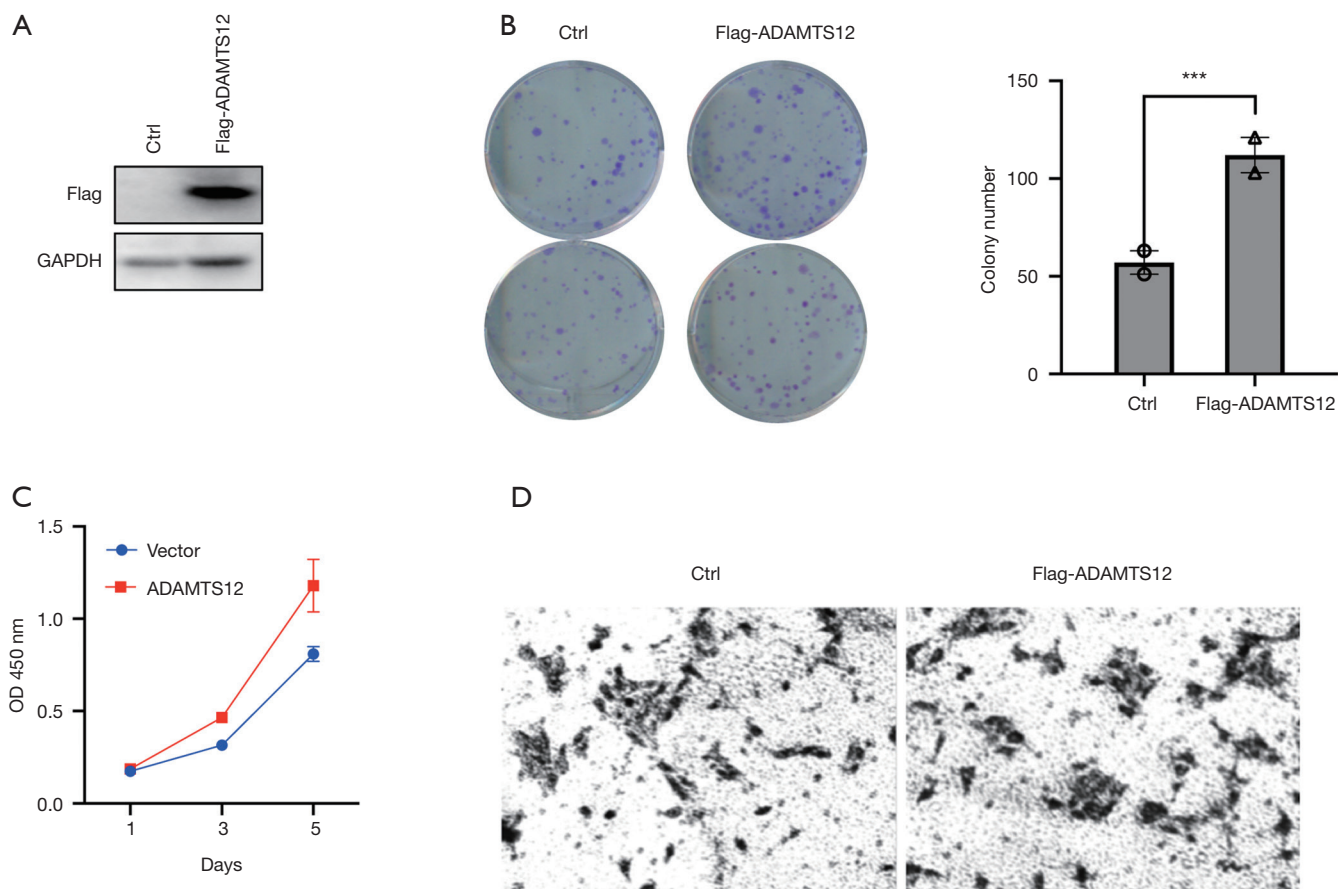 A
Ctrl
Flag-ADAMTS12
Flag
GAPDH
B
Ctrl
Flag-ADAMTS12
Colony number
150
100
50
0
***
Ctrl
Flag-ADAMTS12
C
OD 450 nm
1.5
1.0
0.5
0.0
Vector
ADAMTS12
1
3
5
Days
D
Ctrl
Flag-ADAMTS12